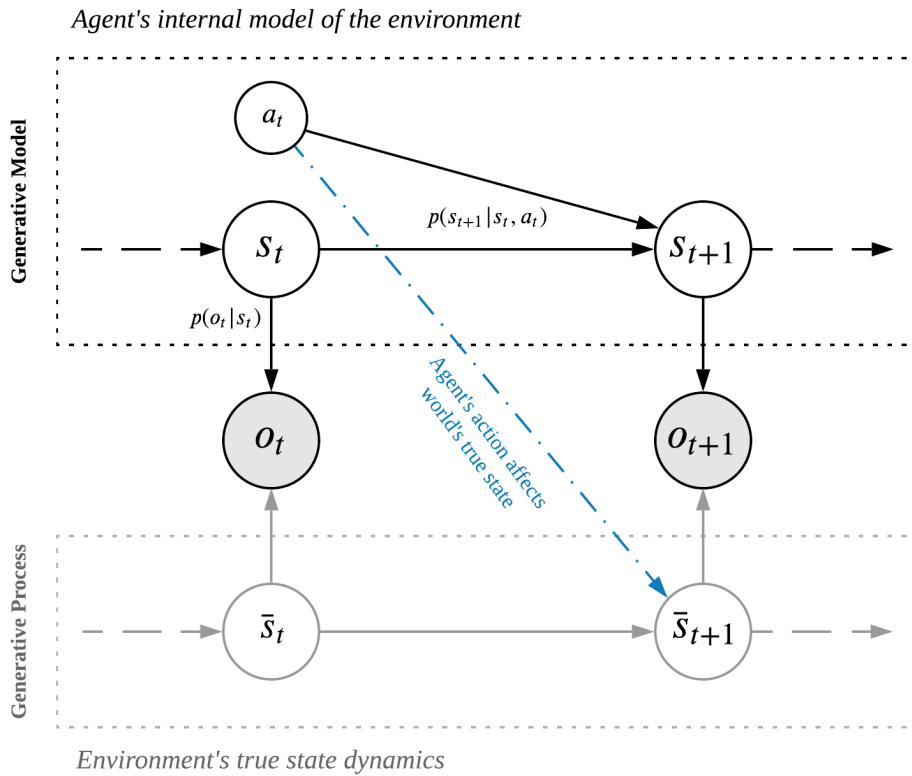 Agent's internal model of the environment
Generative Model
a_t
p(s_{t+1}|s_t, a_t)
s_t
s_{t+1}
p(o_t|s_t)
Agent's action affects
world's true state
o_t
o_{t+1}
Generative Process
s̄_t
s̄_{t+1}
Environment's true state dynamics